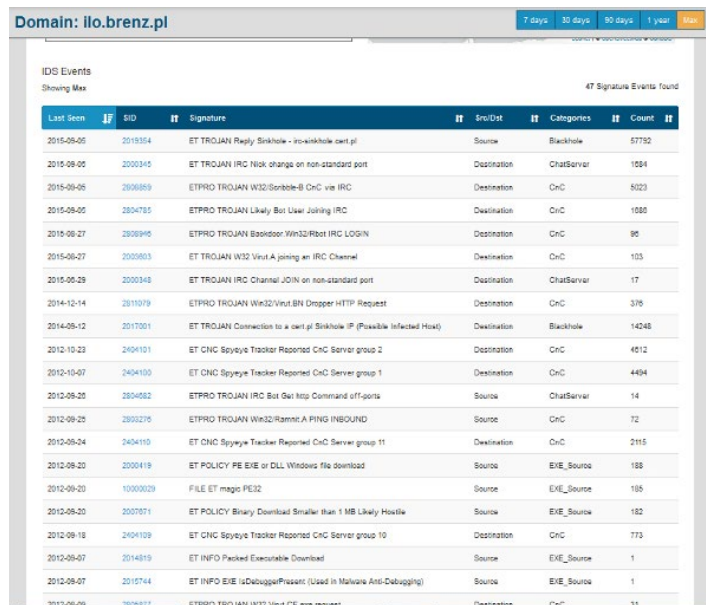 Domain: ilo.brenz.pl
7 days 30 days 90 days 1 year Max
IDS Events
Showing Max 47 Signature Events found
Last Seen SID Signature Src/Dst Categories Count
2015-09-05 2019354 ET TROJAN Reply Sinkhole - irc-sinkhole.cert.pl Source Blackhole 57792
2015-09-05 2000345 ET TROJAN IRC Nick change on non-standard port Destination ChatServer 1684
2015-09-05 2808859 ETPRO TROJAN W32/Scribble-B CnC via IRC Destination CnC 5023
2015-09-05 2804785 ETPRO TROJAN Likely Bot User Joining IRC Destination CnC 1686
2015-08-27 2808946 ETPRO TROJAN Backdoor.Win32/Rbot IRC LOGIN Destination CnC 96
2015-08-27 2003603 ET TROJAN W32.Virut.A joining an IRC Channel Destination CnC 103
2015-06-29 2000348 ET TROJAN IRC Channel JOIN on non-standard port Destination ChatServer 17
2014-12-14 2811079 ETPRO TROJAN Win32/Virut.BN Dropper HTTP Request Destination CnC 376
2014-09-12 2017001 ET TROJAN Connection to a cert.pl Sinkhole IP (Possible Infected Host) Destination Blackhole 14248
2012-10-23 2404101 ET CNC Spyeye Tracker Reported CnC Server group 2 Destination CnC 4612
2012-10-07 2404100 ET CNC Spyeye Tracker Reported CnC Server group 1 Destination CnC 4494
2012-09-26 2804682 ETPRO TROJAN IRC Bot Get http Command off-ports Source ChatServer 14
2012-09-25 2803276 ETPRO TROJAN Win32/Ramnit.A PING INBOUND Source CnC 72
2012-09-24 2404110 ET CNC Spyeye Tracker Reported CnC Server group 11 Destination CnC 2115
2012-09-20 2000419 ET POLICY PE EXE or DLL Windows file download Source EXE_Source 188
2012-09-20 10000029 FILE ET magic PE32 Source EXE_Source 185
2012-09-20 2007671 ET POLICY Binary Download Smaller than 1 MB Likely Hostile Source EXE_Source 182
2012-09-18 2404109 ET CNC Spyeye Tracker Reported CnC Server group 10 Destination CnC 773
2012-09-07 2014819 ET INFO Packed Executable Download Source EXE_Source 1
2012-09-07 2015744 ET INFO EXE IsDebuggerPresent (Used in Malware Anti-Debugging) Source EXE_Source 1